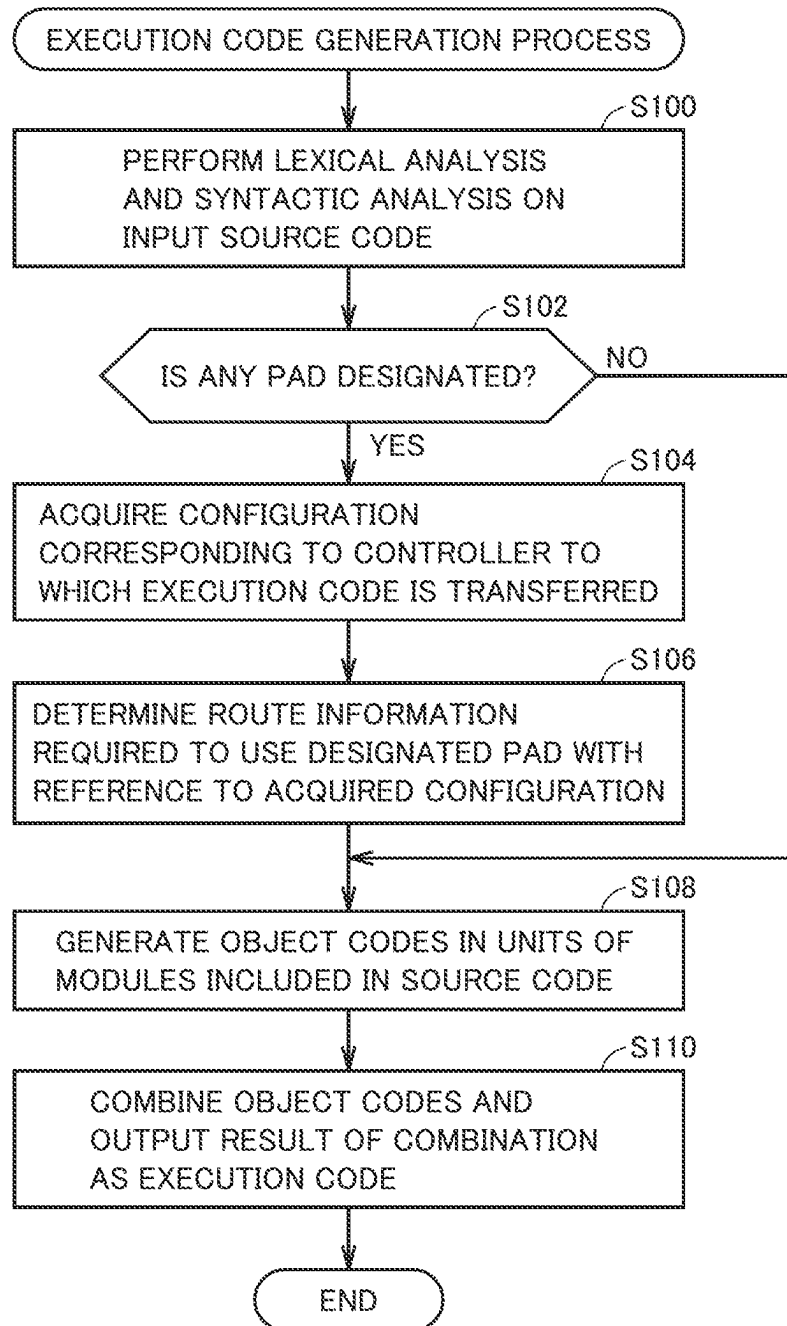 EXECUTION CODE GENERATION PROCESS
S100
PERFORM LEXICAL ANALYSIS
AND SYNTACTIC ANALYSIS ON
INPUT SOURCE CODE
S102
IS ANY PAD DESIGNATED?
NO
YES
S104
ACQUIRE CONFIGURATION
CORRESPONDING TO CONTROLLER TO
WHICH EXECUTION CODE IS TRANSFERRED
S106
DETERMINE ROUTE INFORMATION
REQUIRED TO USE DESIGNATED PAD WITH
REFERENCE TO ACQUIRED CONFIGURATION
S108
GENERATE OBJECT CODES IN UNITS OF
MODULES INCLUDED IN SOURCE CODE
S110
COMBINE OBJECT CODES AND
OUTPUT RESULT OF COMBINATION
AS EXECUTION CODE
END